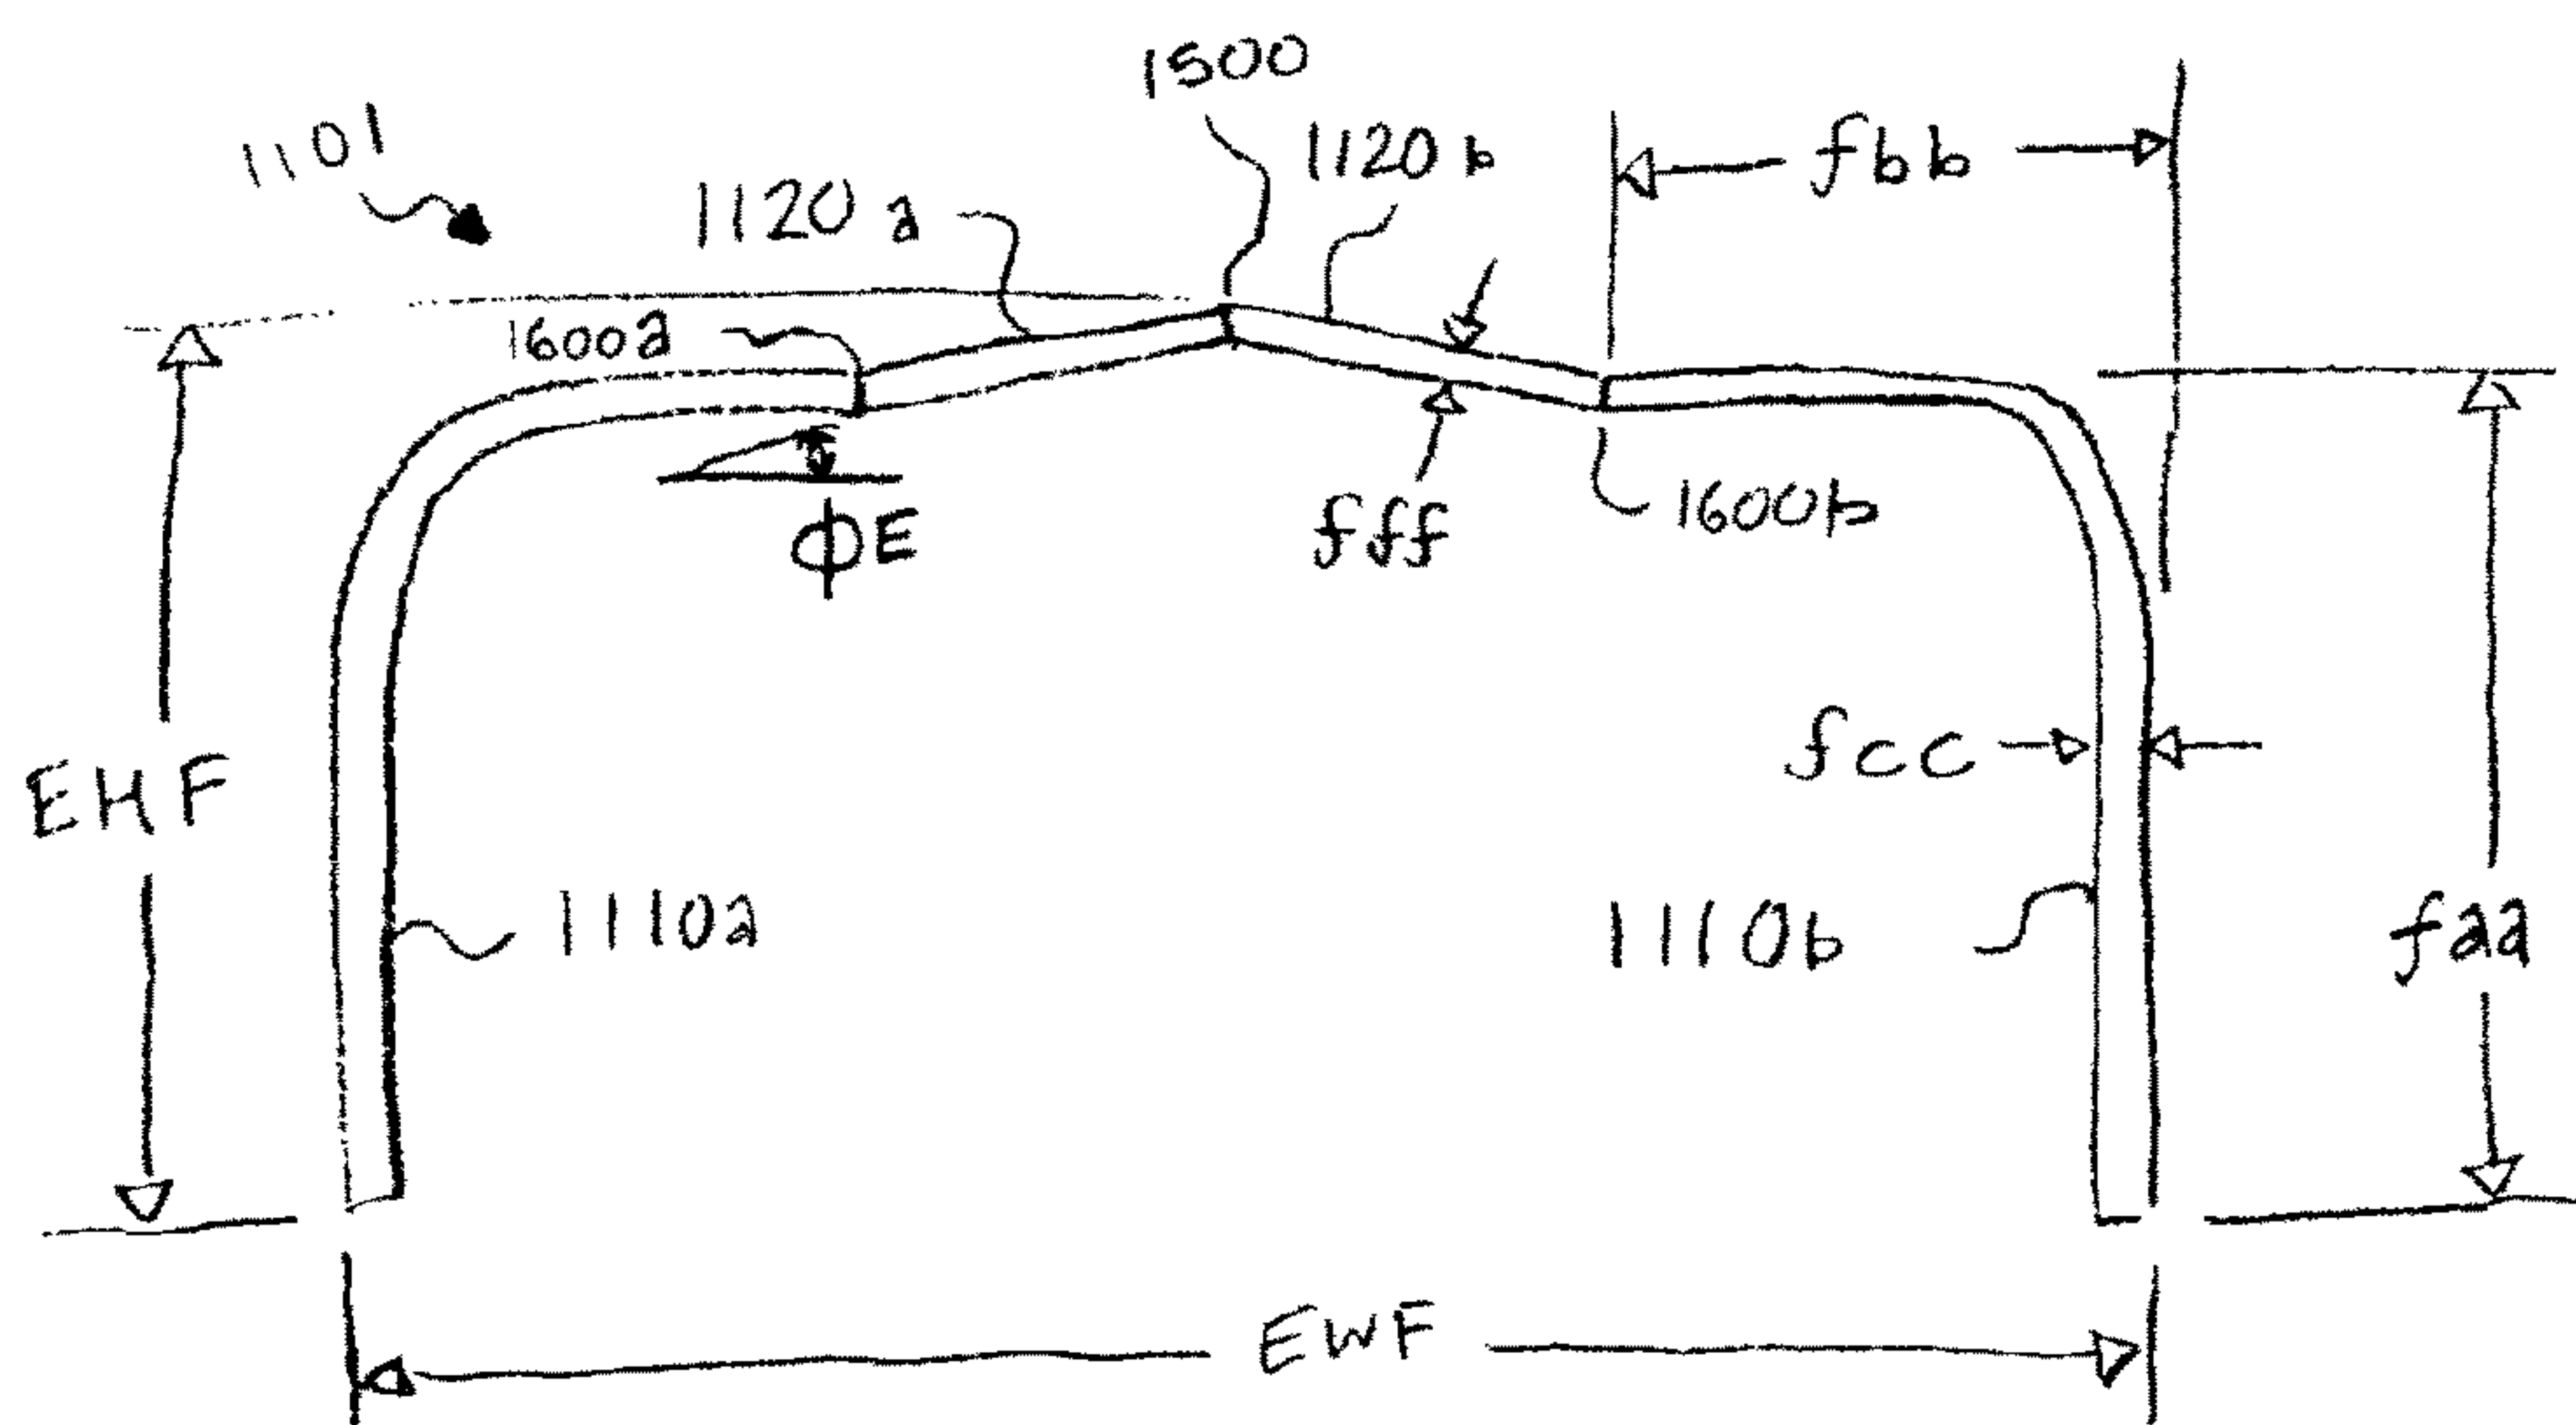 1500
1101
1120a
1120b
fbb
1600a
ΦE
fff
1600b
EHF
fcc
1110a
1110b
faa
EWF